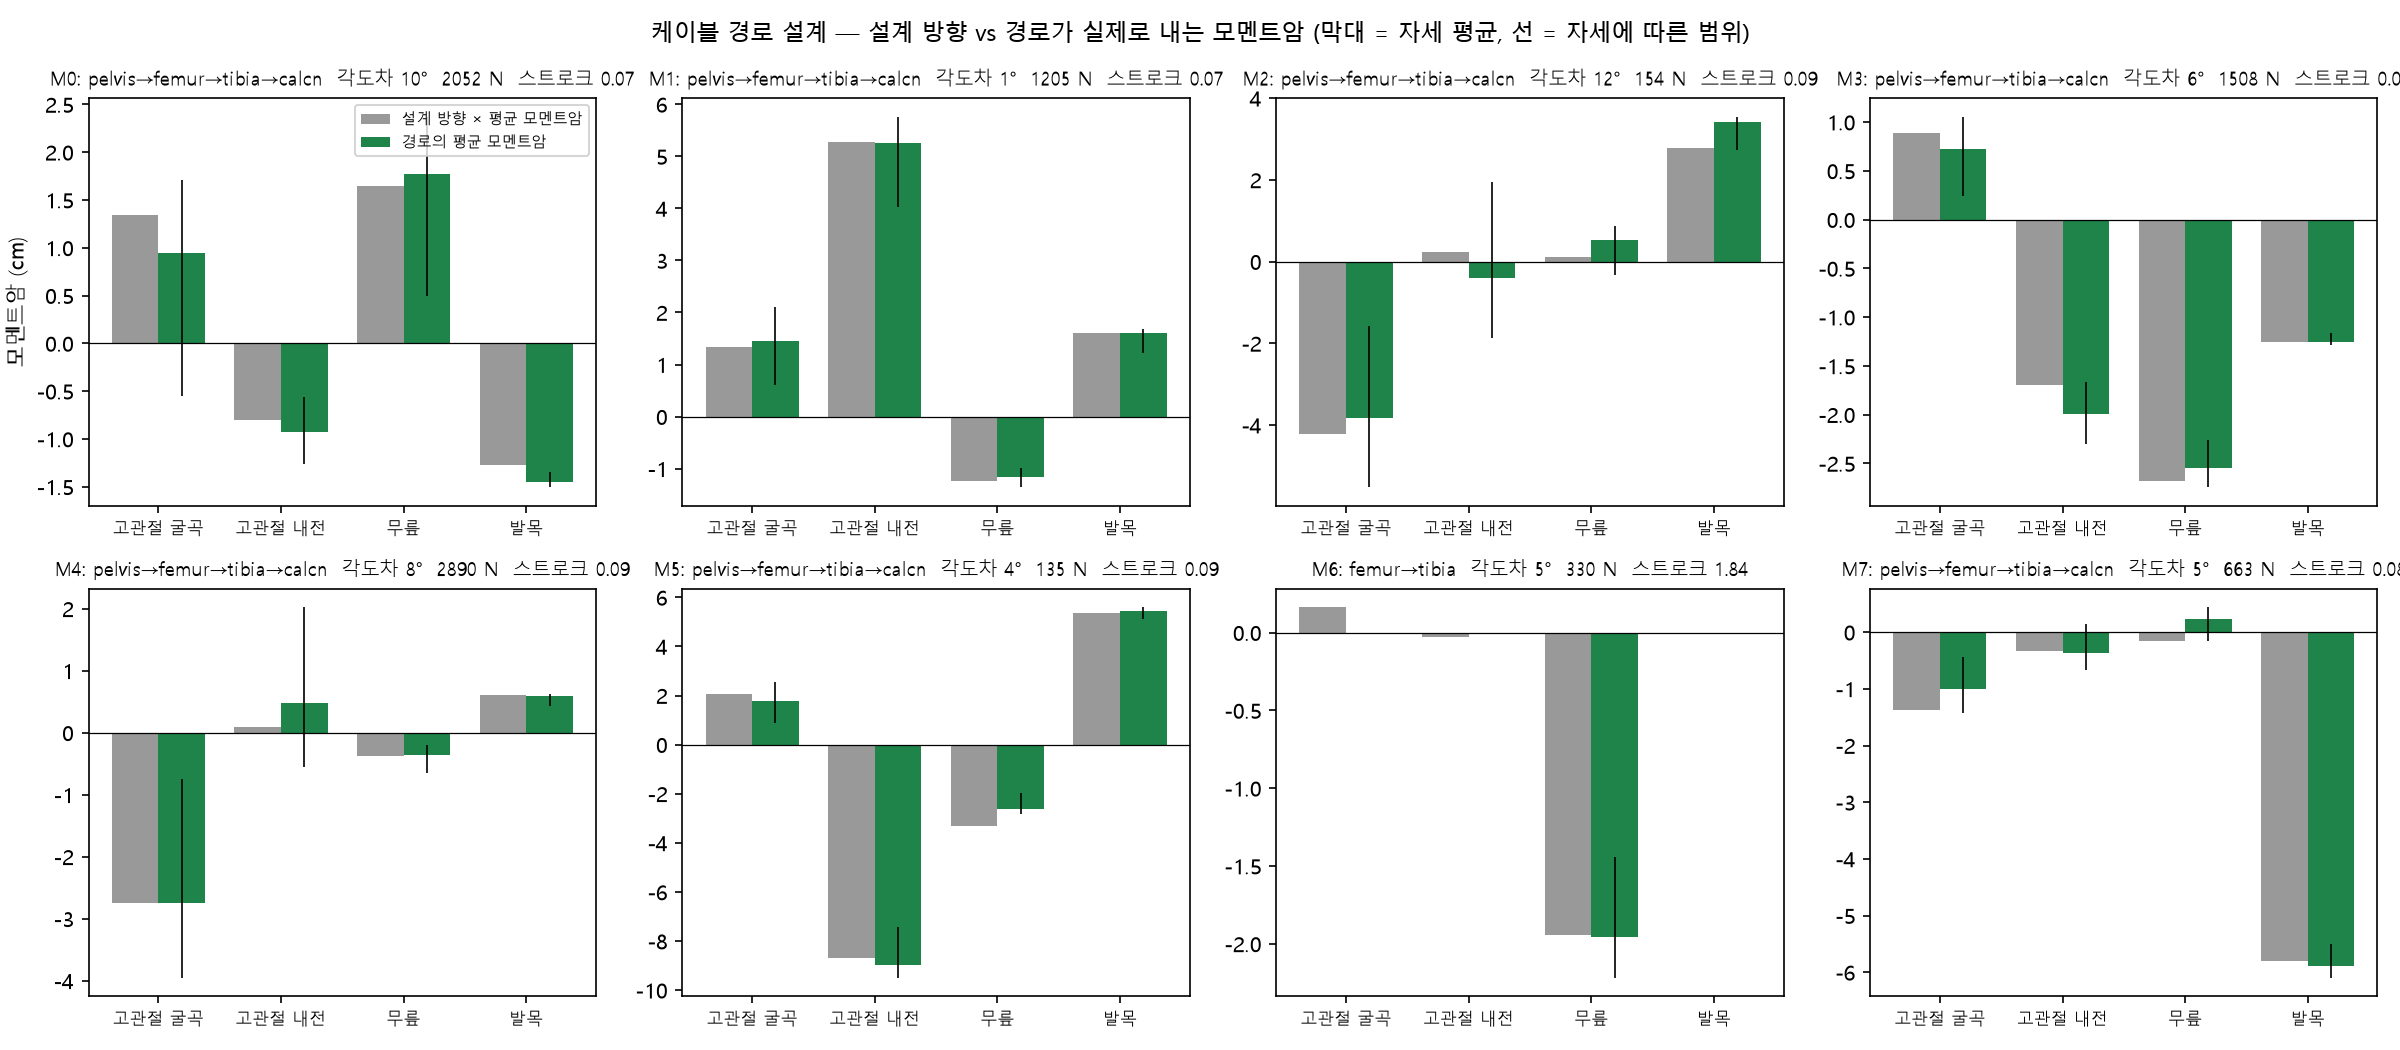 케이블 경로 설계 — 설계 방향 vs 경로가 실제로 내는 모멘트암 (막대 = 자세 평균, 선 = 자세에 따른 범위)
M0: pelvis→femur→tibia→calcn 각도차 10° 2052 N 스트로크 0.07
M1: pelvis→femur→tibia→calcn 각도차 1° 1205 N 스트로크 0.07
M2: pelvis→femur→tibia→calcn 각도차 12° 154 N 스트로크 0.09
M3: pelvis→femur→tibia→calcn 각도차 6° 1508 N 스트로크 0.0
모멘트암 (cm)
설계 방향 × 평균 모멘트암
경로의 평균 모멘트암
2.5
2.0
1.5
1.0
0.5
0.0
-0.5
-1.0
-1.5
고관절 굴곡 고관절 내전 무릎 발목
6
5
4
3
2
1
0
-1
고관절 굴곡 고관절 내전 무릎 발목
4
2
0
-2
-4
고관절 굴곡 고관절 내전 무릎 발목
1.0
0.5
0.0
-0.5
-1.0
-1.5
-2.0
-2.5
고관절 굴곡 고관절 내전 무릎 발목
M4: pelvis→femur→tibia→calcn 각도차 8° 2890 N 스트로크 0.09
M5: pelvis→femur→tibia→calcn 각도차 4° 135 N 스트로크 0.09
M6: femur→tibia 각도차 5° 330 N 스트로크 1.84
M7: pelvis→femur→tibia→calcn 각도차 5° 663 N 스트로크 0.08
2
1
0
-1
-2
-3
-4
고관절 굴곡 고관절 내전 무릎 발목
6
4
2
0
-2
-4
-6
-8
-10
고관절 굴곡 고관절 내전 무릎 발목
0.0
-0.5
-1.0
-1.5
-2.0
고관절 굴곡 고관절 내전 무릎 발목
0
-1
-2
-3
-4
-5
-6
고관절 굴곡 고관절 내전 무릎 발목